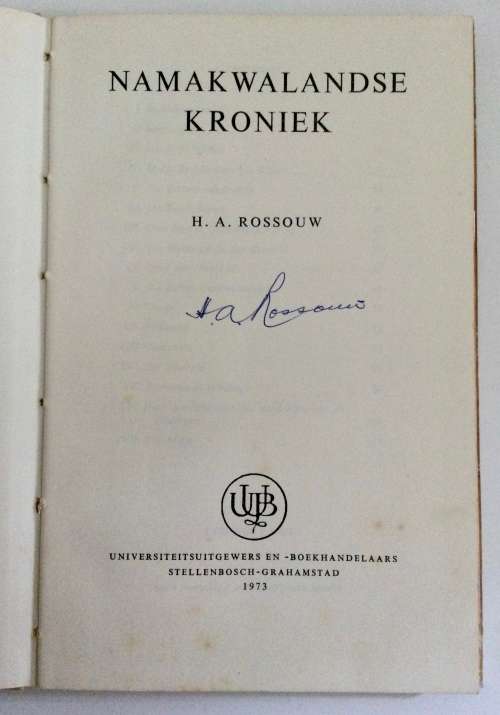 NAMAKWALANDSE
KRONIEK
H. A. ROSSOUW
H. A. Rossouw
UUB
UNIVERSITEITSUITGEWERS EN -BOEKHANDELAARS
STELLENBOSCH-GRAHAMSTAD
1973